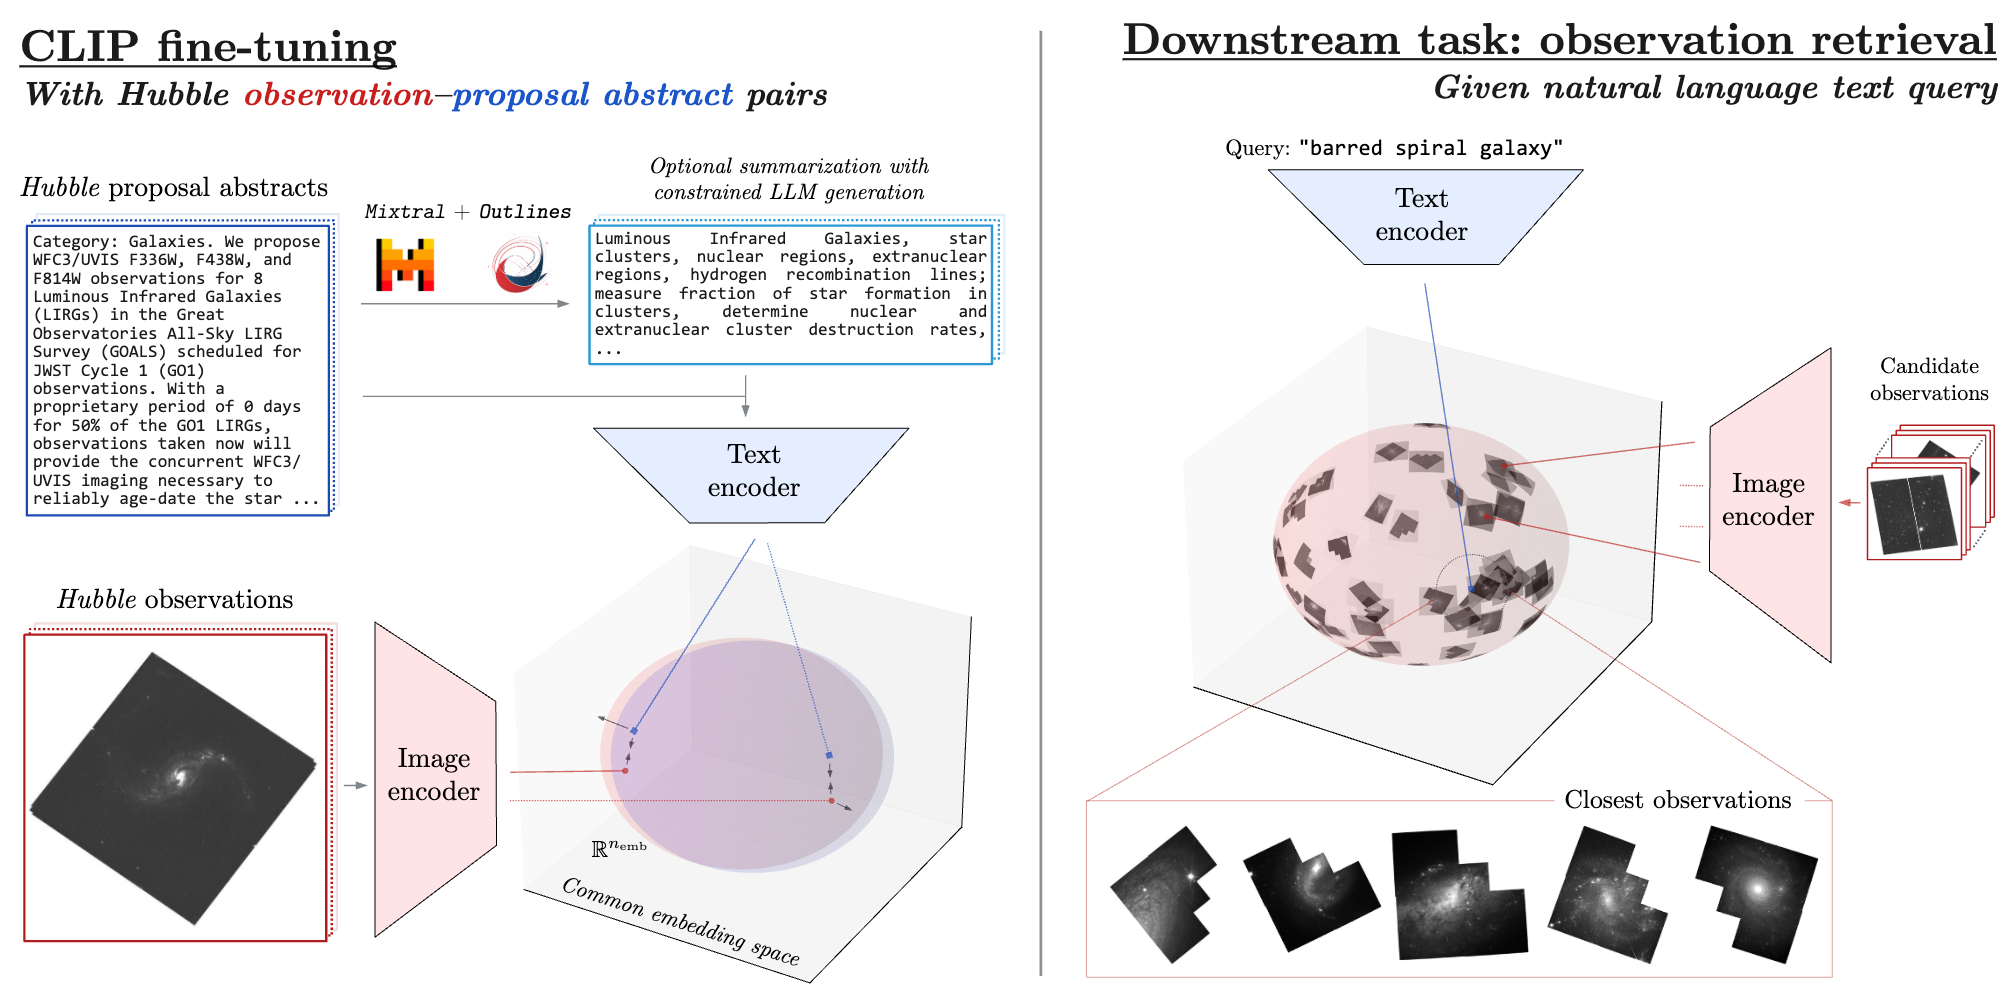 CLIP fine-tuning
With Hubble observation–proposal abstract pairs
Hubble proposal abstracts
Category: Galaxies. We propose
WFC3/UVIS F336W, F438W, and
F814W observations for 8
Luminous Infrared Galaxies
(LIRGs) in the Great
Observatories All-Sky LIRG
Survey (GOALS) scheduled for
JWST Cycle 1 (GO1)
observations. With a
proprietary period of 0 days
for 50% of the GO1 LIRGs,
observations taken now will
provide the concurrent WFC3/
UVIS imaging necessary to
reliably age-date the star ...
Mixtral + Outlines
Optional summarization with
constrained LLM generation
Luminous Infrared Galaxies, star
clusters, nuclear regions, extranuclear
regions, hydrogen recombination lines;
measure fraction of star formation in
clusters, determine nuclear and
extranuclear cluster destruction rates,
...
Text
encoder
Hubble observations
Image
encoder
ℝ^{n_emb}
Common embedding space
Downstream task: observation retrieval
Given natural language text query
Query: "barred spiral galaxy"
Text
encoder
Candidate
observations
Image
encoder
Closest observations